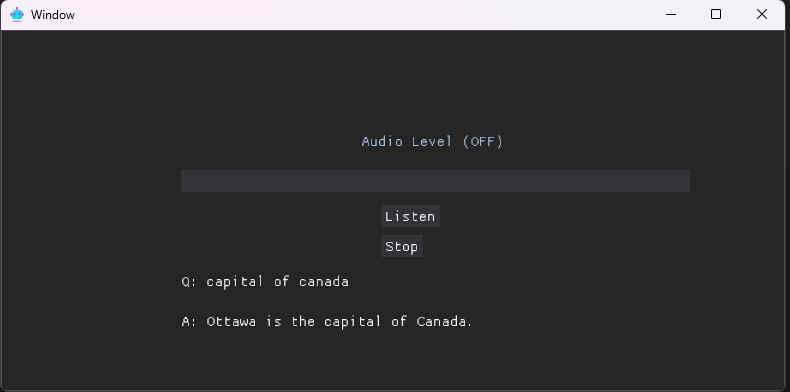 Window
Audio Level (OFF)
Listen
Stop
Q: capital of canada
A: Ottawa is the capital of Canada.